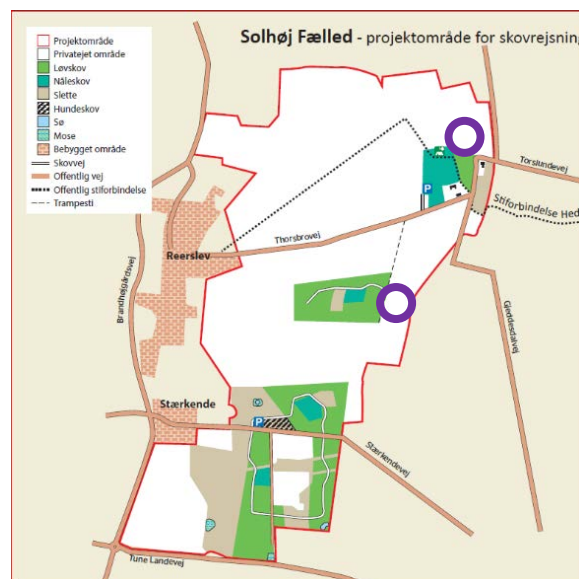 Solhøj Fælled - projektområde for skovrejsning
Projektområde
Privatejet område
Løvskov
Nåleskov
Slette
Hundeskov
Sø
Mose
Bebygget område
Skovvej
Offentlig vej
Offentlig stiforbindelse
Trampesti
Torslundevej
P
Stiforbindelse Hed
Thorsbrovej
Reerslev
Brandhøjgårdsvej
Gjeddesdalvej
Stærkende
P
Stærkendevej
Tune Landevej